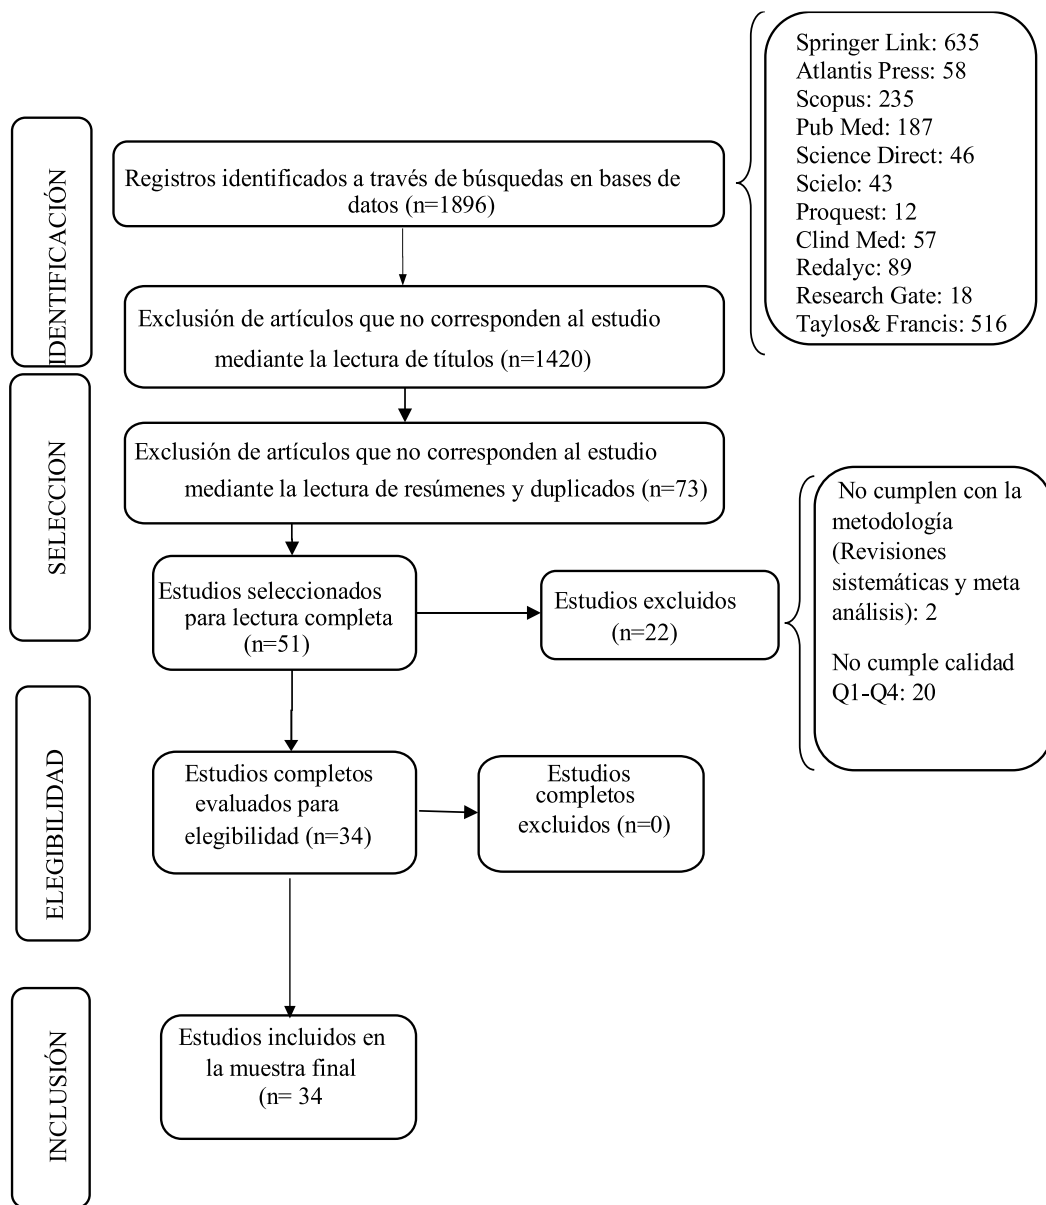 Springer Link: 635
Atlantis Press: 58
Scopus: 235
Pub Med: 187
Science Direct: 46
Scielo: 43
Proquest: 12
Clind Med: 57
Redalyc: 89
Research Gate: 18
Taylos& Francis: 516
IDENTIFICACIÓN
Registros identificados a través de búsquedas en bases de
datos (n=1896)
Exclusión de artículos que no corresponden al estudio
mediante la lectura de títulos (n=1420)
SELECCION
Exclusión de artículos que no corresponden al estudio
mediante la lectura de resúmenes y duplicados (n=73)
Estudios seleccionados
para lectura completa
(n=51)
Estudios excluidos
(n=22)
No cumplen con la
metodología
(Revisiones
sistemáticas y meta
análisis): 2
No cumple calidad
Q1-Q4: 20
ELEGIBILIDAD
Estudios completos
evaluados para
elegibilidad (n=34)
Estudios
completos
excluidos (n=0)
INCLUSIÓN
Estudios incluidos en
la muestra final
(n= 34